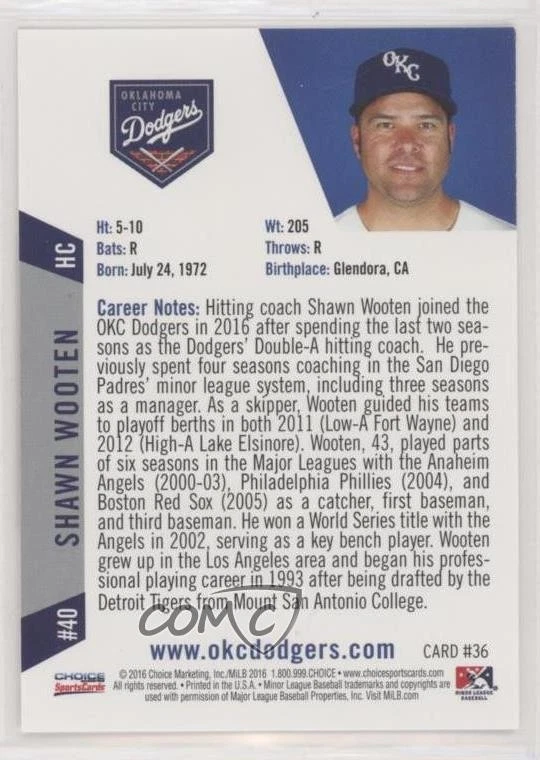 OKLAHOMA
CITY
Dodgers
OKC
Ht: 5-10
Wt: 205
Bats: R
Throws: R
Born: July 24, 1972
Birthplace: Glendora, CA
HC
SHAWN WOOTEN
#40
Career Notes: Hitting coach Shawn Wooten joined the
OKC Dodgers in 2016 after spending the last two sea-
sons as the Dodgers' Double-A hitting coach. He pre-
viously spent four seasons coaching in the San Diego
Padres' minor league system, including three seasons
as a manager. As a skipper, Wooten guided his teams
to playoff berths in both 2011 (Low-A Fort Wayne) and
2012 (High-A Lake Elsinore). Wooten, 43, played parts
of six seasons in the Major Leagues with the Anaheim
Angels (2000-03), Philadelphia Phillies (2004), and
Boston Red Sox (2005) as a catcher, first baseman,
and third baseman. He won a World Series title with the
Angels in 2002, serving as a key bench player. Wooten
grew up in the Los Angeles area and began his profes-
sional playing career in 1993 after being drafted by the
Detroit Tigers from Mount San Antonio College.
COMC
www.okcdodgers.com
CARD #36
CHOICE
SportsCards
© 2016 Choice Marketing, Inc./MiLB 2016 1.800.999.CHOICE • www.choicesportscards.com
All rights reserved. • Printed in the U.S.A. • Minor League Baseball trademarks and copyrights are
used with permission of Major League Baseball Properties, Inc. Visit MiLB.com
MINOR LEAGUE
BASEBALL